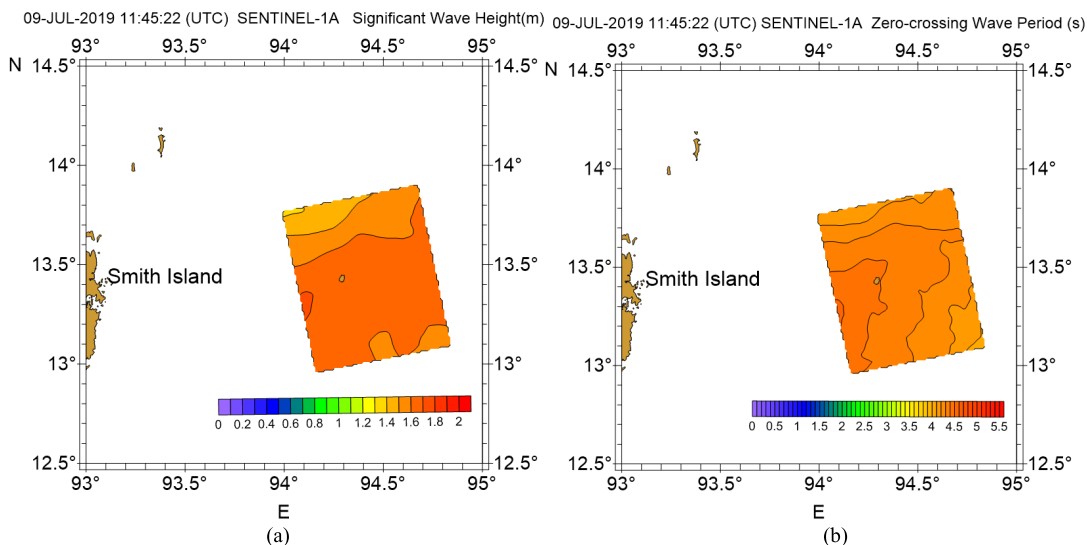 09-JUL-2019 11:45:22 (UTC) SENTINEL-1A Significant Wave Height(m)
93° 93.5° 94° 94.5° 95°
N 14.5° 14.5°
14° 14°
13.5° 13.5°
Smith Island
13° 13°
0 0.2 0.4 0.6 0.8 1 1.2 1.4 1.6 1.8 2
12.5° 12.5°
93° 93.5° 94° 94.5° 95°
E
(a)
09-JUL-2019 11:45:22 (UTC) SENTINEL-1A Zero-crossing Wave Period (s)
93° 93.5° 94° 94.5° 95°
N 14.5° 14.5°
14° 14°
13.5° 13.5°
Smith Island
13° 13°
0 0.5 1 1.5 2 2.5 3 3.5 4 4.5 5 5.5
12.5° 12.5°
93° 93.5° 94° 94.5° 95°
E
(b)